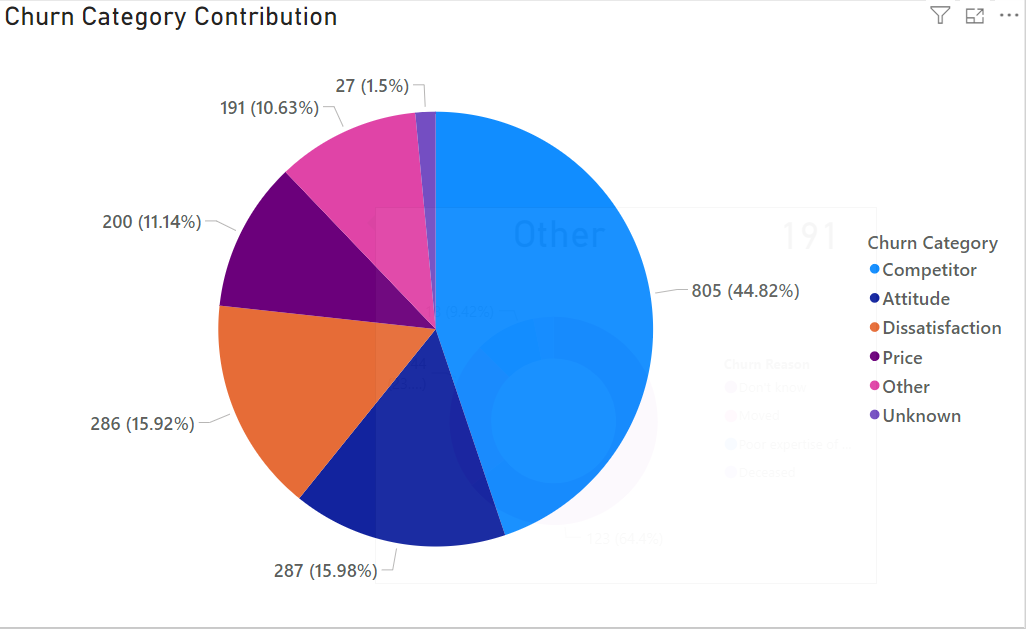 Churn Category Contribution
27 (1.5%)
191 (10.63%)
200 (11.14%)
Other
191
Churn Category
Competitor
Attitude
Dissatisfaction
Price
Other
Unknown
805 (44.82%)
Churn Reason
286 (15.92%)
287 (15.98%)